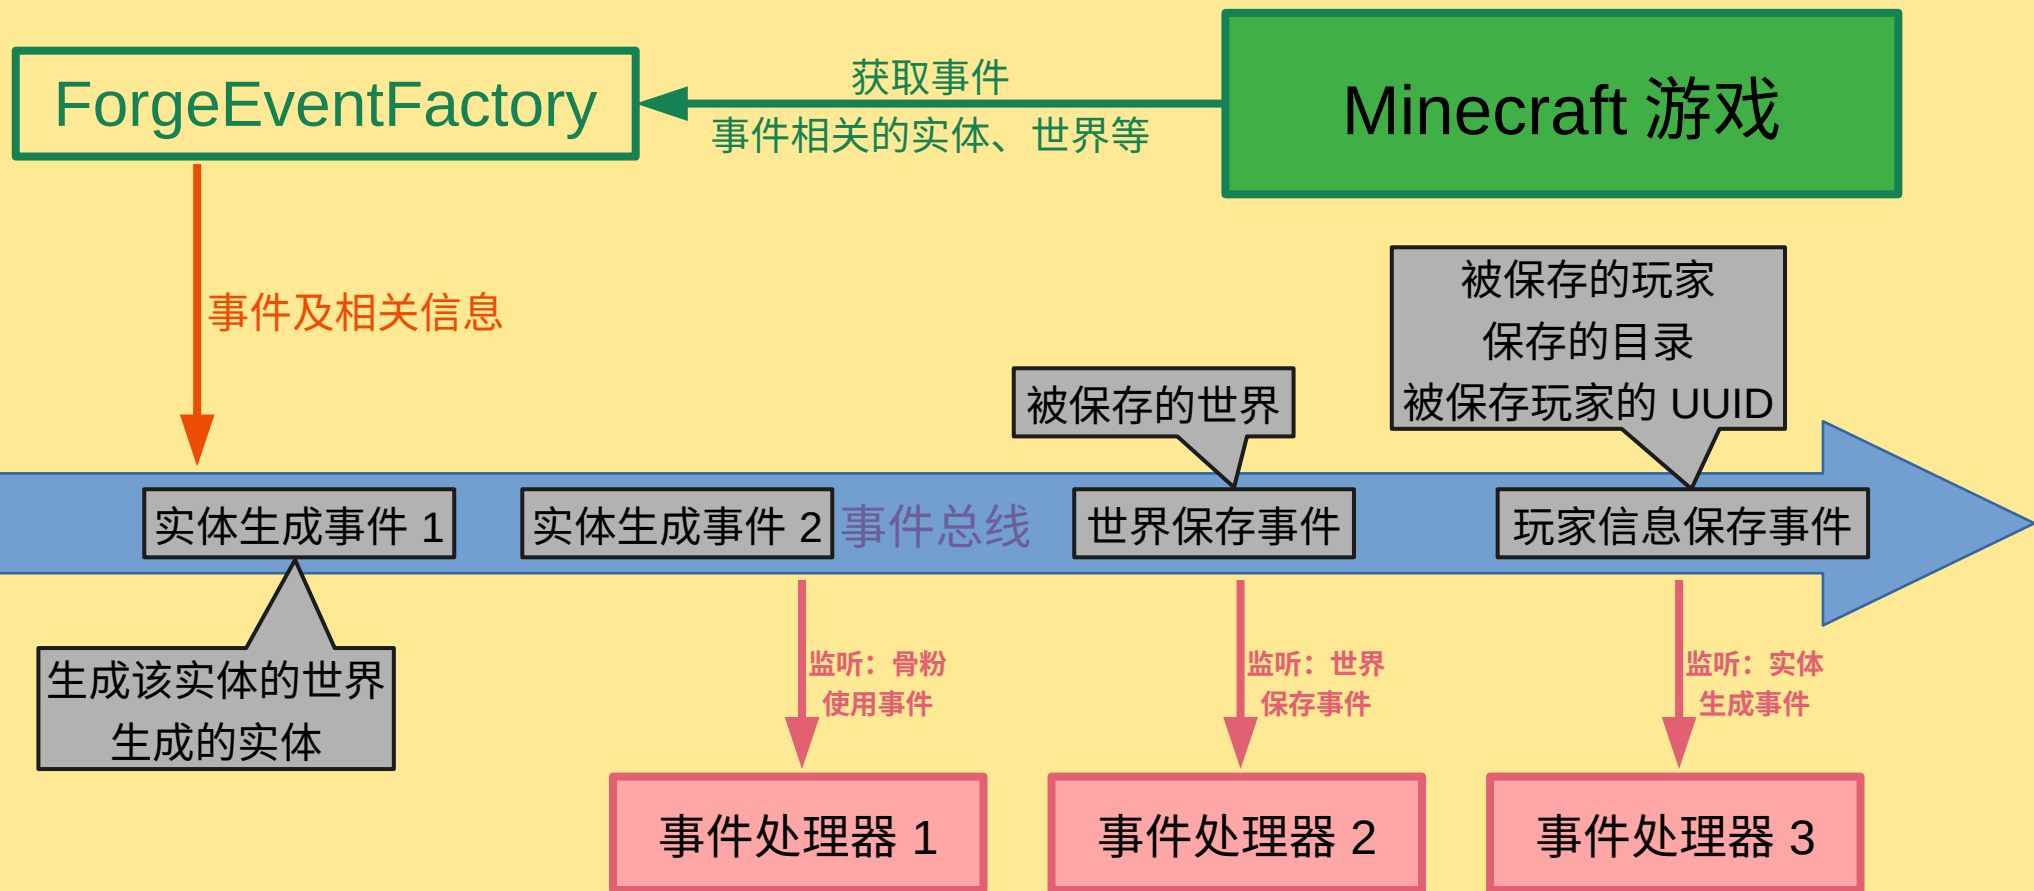 ForgeEventFactory
获取事件
事件相关的实体、世界等
Minecraft 游戏
事件及相关信息
被保存的世界
被保存的玩家
保存的目录
被保存玩家的 UUID
实体生成事件 1
实体生成事件 2
事件总线
世界保存事件
玩家信息保存事件
生成该实体的世界
生成的实体
监听：骨粉
使用事件
监听：世界
保存事件
监听：实体
生成事件
事件处理器 1
事件处理器 2
事件处理器 3